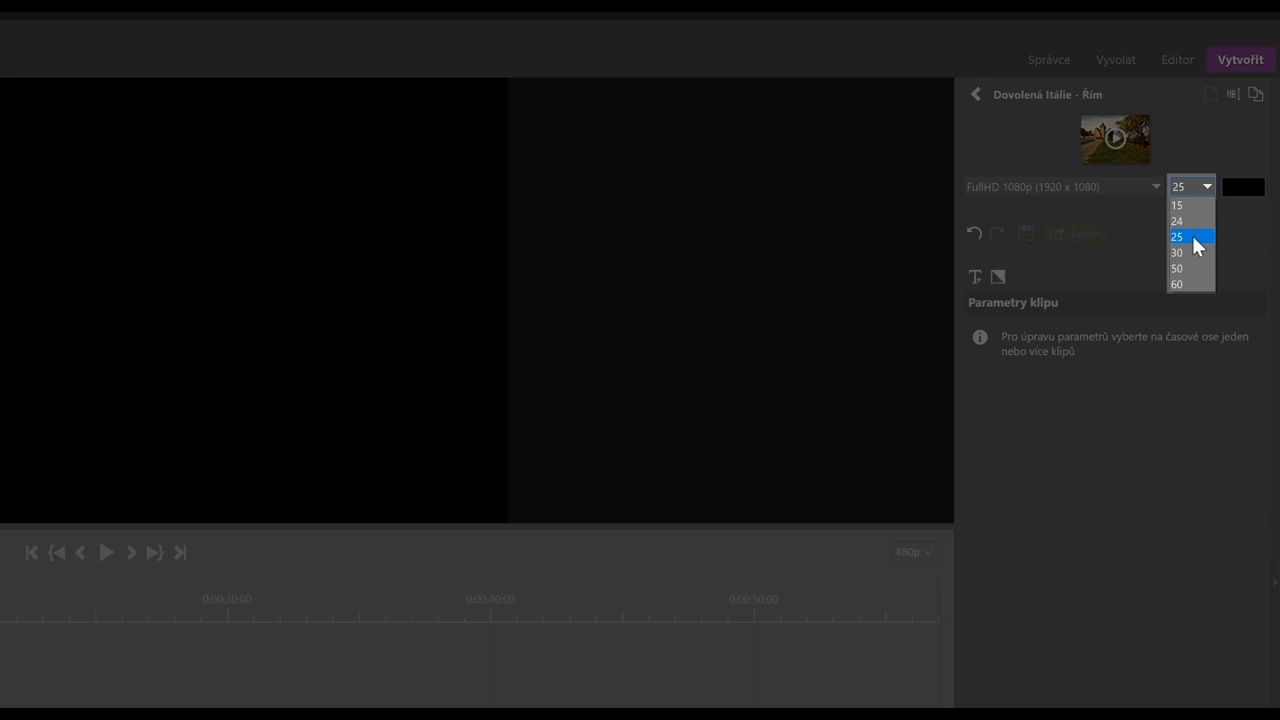 Správce Vyvolat Editor Vytvořit
Dovolená Itálie - Řím
FullHD 1080p (1920 x 1080) 25
15
24
25
30
50
60
Export
Parametry klipu
Pro úpravu parametrů vyberte na časové ose jeden
nebo více klipů
480p
0:00:30;00 0:00:40;00 0:00:50;00